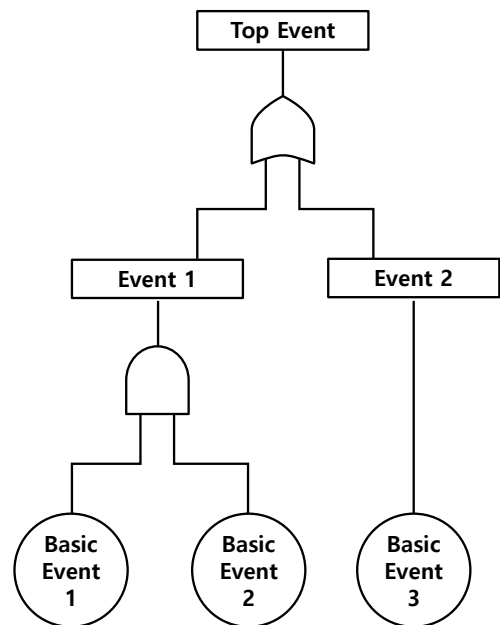 Top Event
Event 1
Event 2
Basic
Event
1
Basic
Event
2
Basic
Event
3